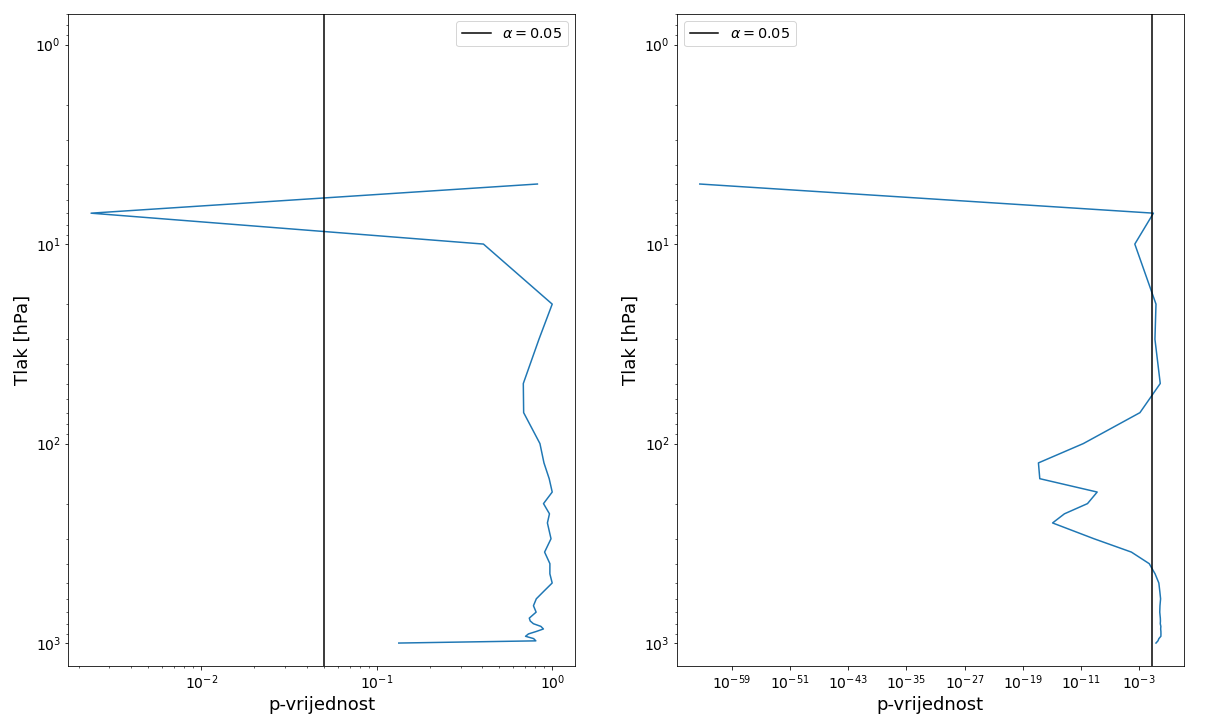 α = 0.05
10⁰
10¹
10²
10³
Tlak [hPa]
10⁻² 10⁻¹ 10⁰
p-vrijednost
α = 0.05
10⁰
10¹
10²
10³
Tlak [hPa]
10⁻⁵⁹ 10⁻⁵¹ 10⁻⁴³ 10⁻³⁵ 10⁻²⁷ 10⁻¹⁹ 10⁻¹¹ 10⁻³
p-vrijednost